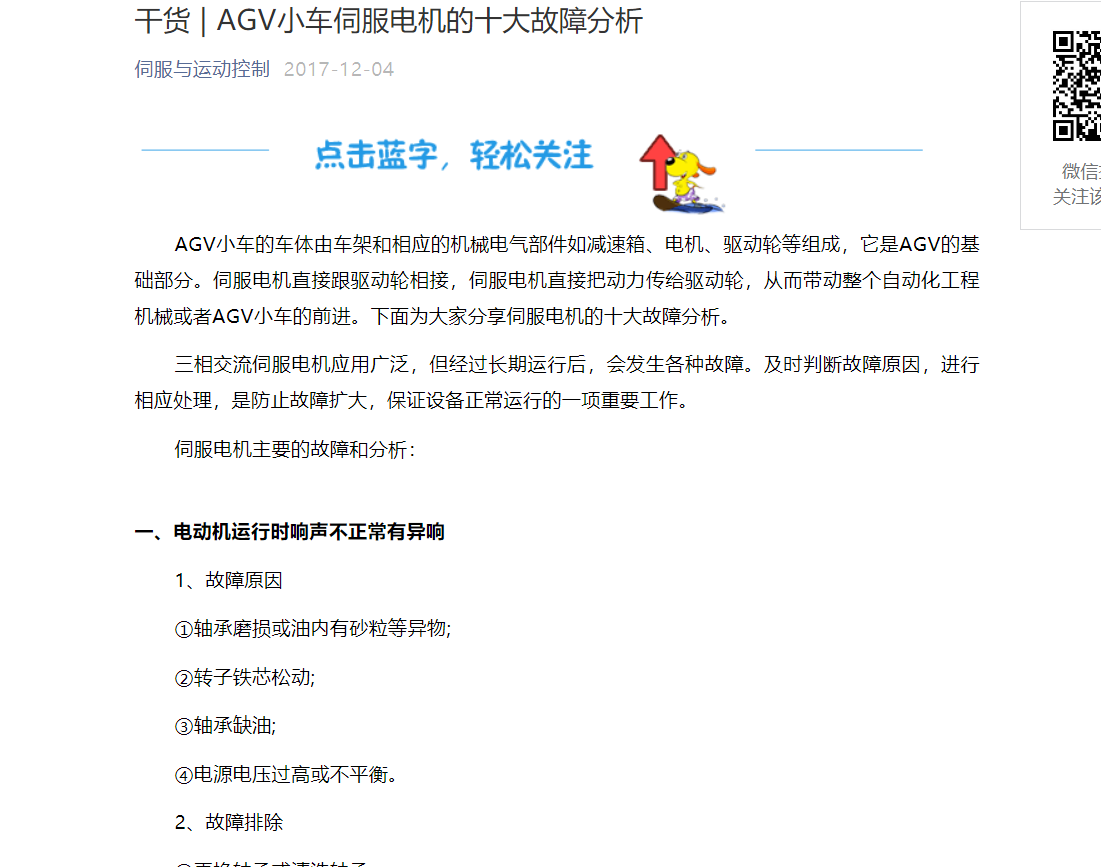 干货 | AGV小车伺服电机的十大故障分析
伺服与运动控制 2017-12-04
点击蓝字，轻松关注
微信
关注该
AGV小车的车体由车架和相应的机械电气部件如减速箱、电机、驱动轮等组成，它是AGV的基
础部分。伺服电机直接跟驱动轮相接，伺服电机直接把动力传给驱动轮，从而带动整个自动化工程
机械或者AGV小车的前进。下面为大家分享伺服电机的十大故障分析。
三相交流伺服电机应用广泛，但经过长期运行后，会发生各种故障。及时判断故障原因，进行
相应处理，是防止故障扩大，保证设备正常运行的一项重要工作。
伺服电机主要的故障和分析：
一、电动机运行时响声不正常有异响
1、故障原因
①轴承磨损或油内有砂粒等异物;
②转子铁芯松动;
③轴承缺油;
④电源电压过高或不平衡。
2、故障排除